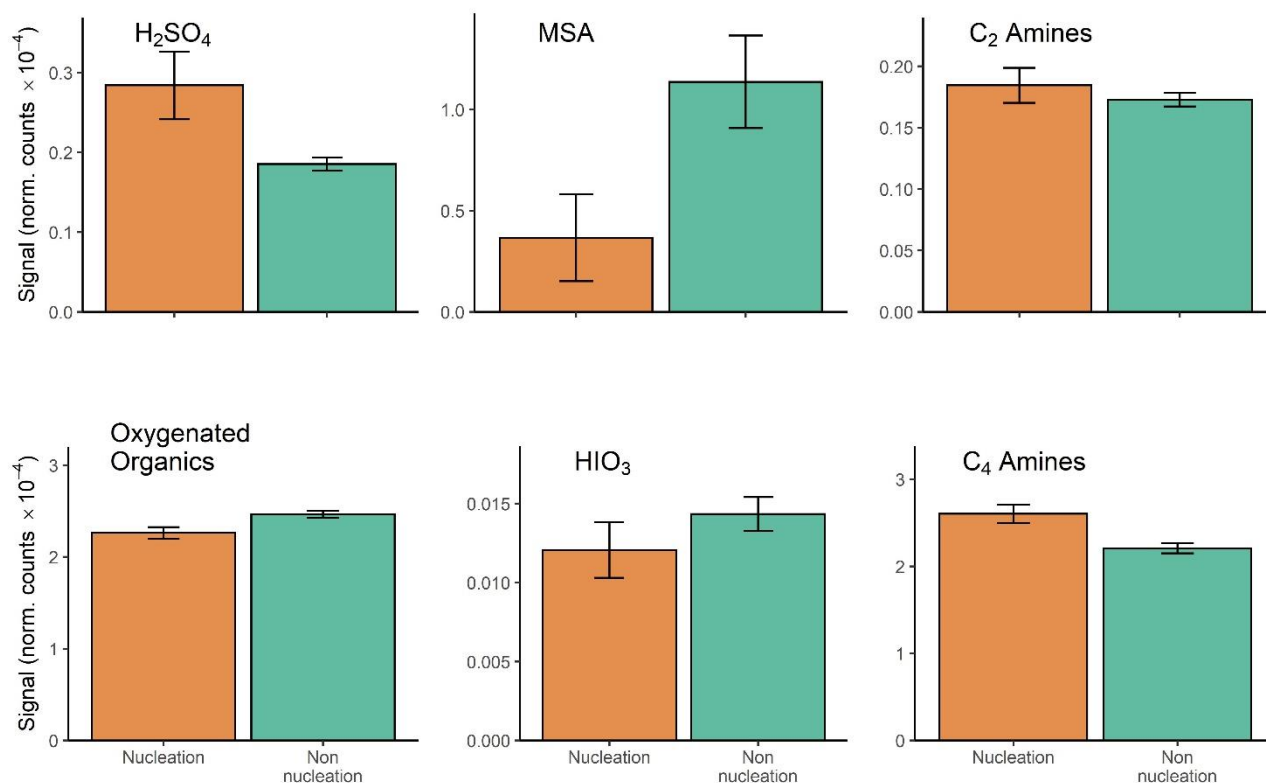 H₂SO₄
MSA
C₂ Amines
Signal (norm. counts × 10⁻⁴)
0.3
0.2
0.1
0.0
1.0
0.5
0.0
0.20
0.15
0.10
0.05
0.00
Oxygenated
Organics
HIO₃
C₄ Amines
Signal (norm. counts × 10⁻⁴)
3
2
1
0
0.015
0.010
0.005
0.000
3
2
1
0
Nucleation
Non
nucleation
Nucleation
Non
nucleation
Nucleation
Non
nucleation